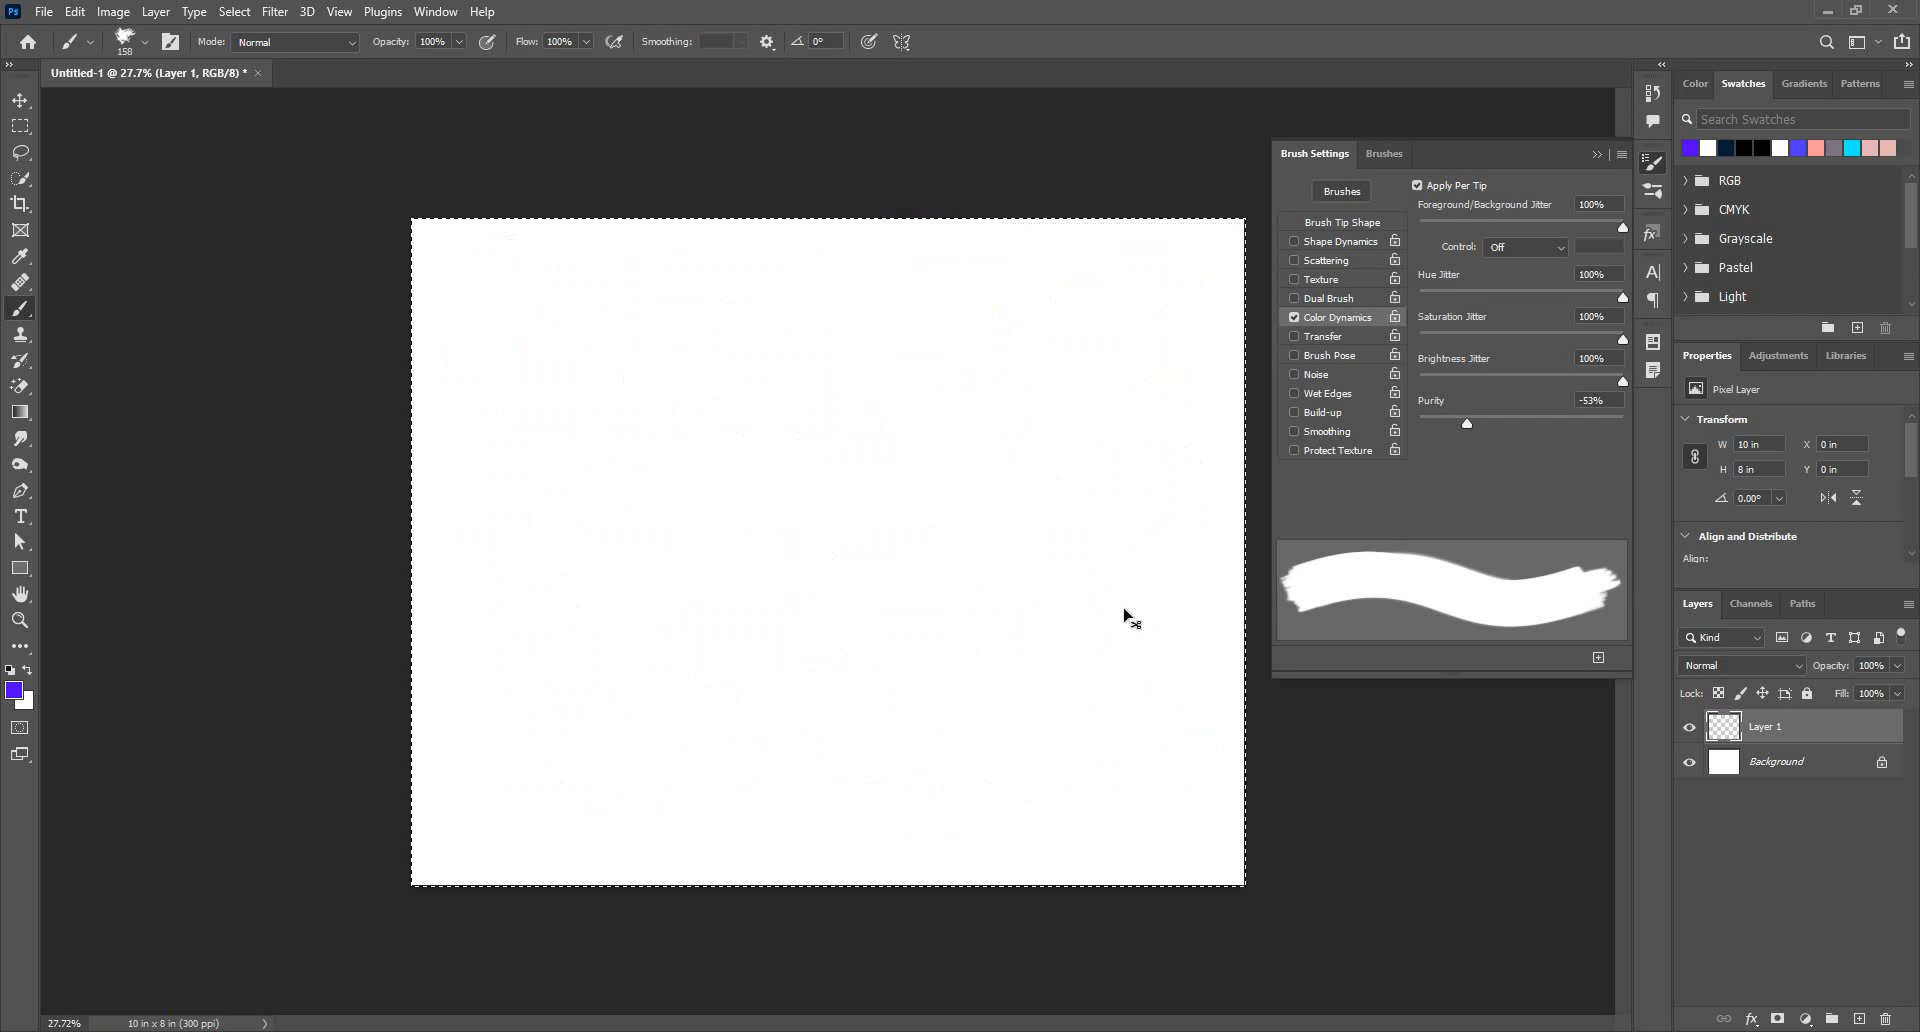 Ps File Edit Image Layer Type Select Filter 3D View Plugins Window Help
158 Mode: Normal Opacity: 100% Flow: 100% Smoothing: 0°
Untitled-1 @ 27.7% (Layer 1, RGB/8) * ×
Color Swatches Gradients Patterns
Search Swatches
RGB
CMYK
Grayscale
Pastel
Light
Brush Settings Brushes
Brushes
Brush Tip Shape
Shape Dynamics
Scattering
Texture
Dual Brush
Color Dynamics
Transfer
Brush Pose
Noise
Wet Edges
Build-up
Smoothing
Protect Texture
Apply Per Tip
Foreground/Background Jitter 100%
Control: Off
Hue Jitter 100%
Saturation Jitter 100%
Brightness Jitter 100%
Purity -53%
Properties Adjustments Libraries
Pixel Layer
Transform
W 10 in X 0 in
H 8 in Y 0 in
0.00°
Align and Distribute
Align:
Layers Channels Paths
Kind
Normal Opacity: 100%
Lock: Fill: 100%
Layer 1
Background
27.72% 10 in x 8 in (300 ppi)